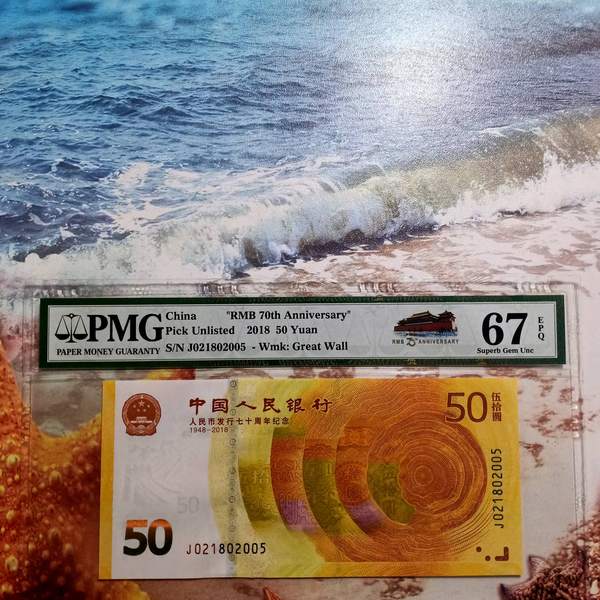 PMG
PAPER MONEY GUARANTY
China "RMB 70th Anniversary"
Pick Unlisted 2018 50 Yuan
S/N J021802005 - Wmk: Great Wall
RMB 70 ANNIVERSARY
67 EPQ
Superb Gem Unc
中国人民银行
人民币发行七十周年纪念
1948-2018
50 伍拾圆
50
50
J021802005
J021802005